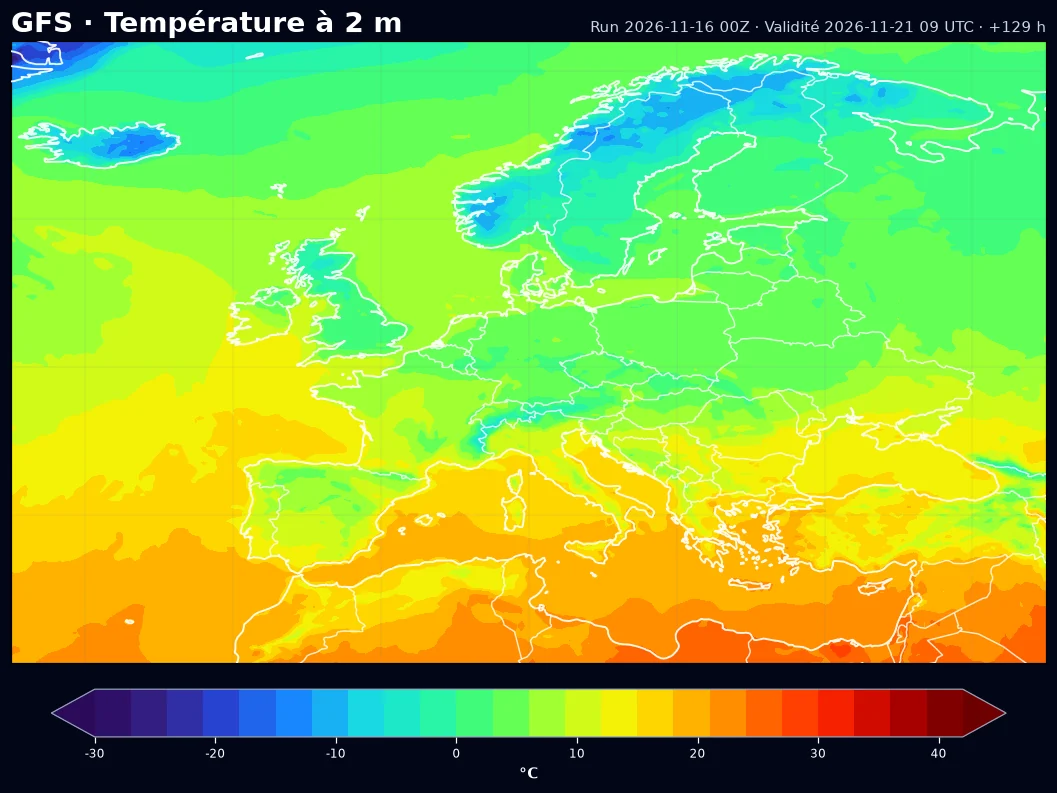 GFS · Température à 2 m
Run 2026-11-16 00Z · Validité 2026-11-21 09 UTC · +129 h
-30 -20 -10 0 10 20 30 40
°C